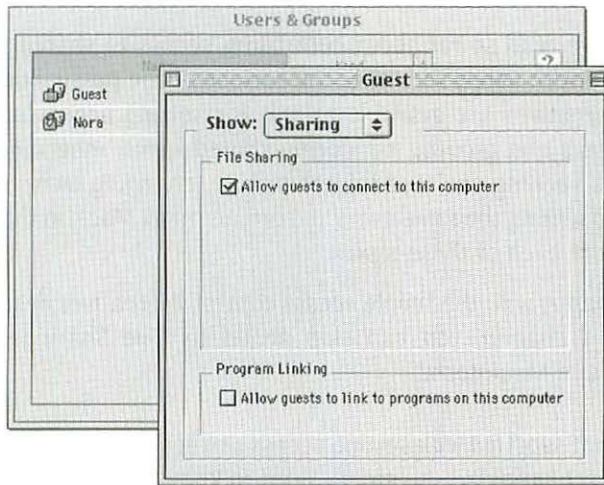 Users & Groups
Guest
Nora
Guest
Show: Sharing
File Sharing
Allow guests to connect to this computer
Program Linking
Allow guests to link to programs on this computer